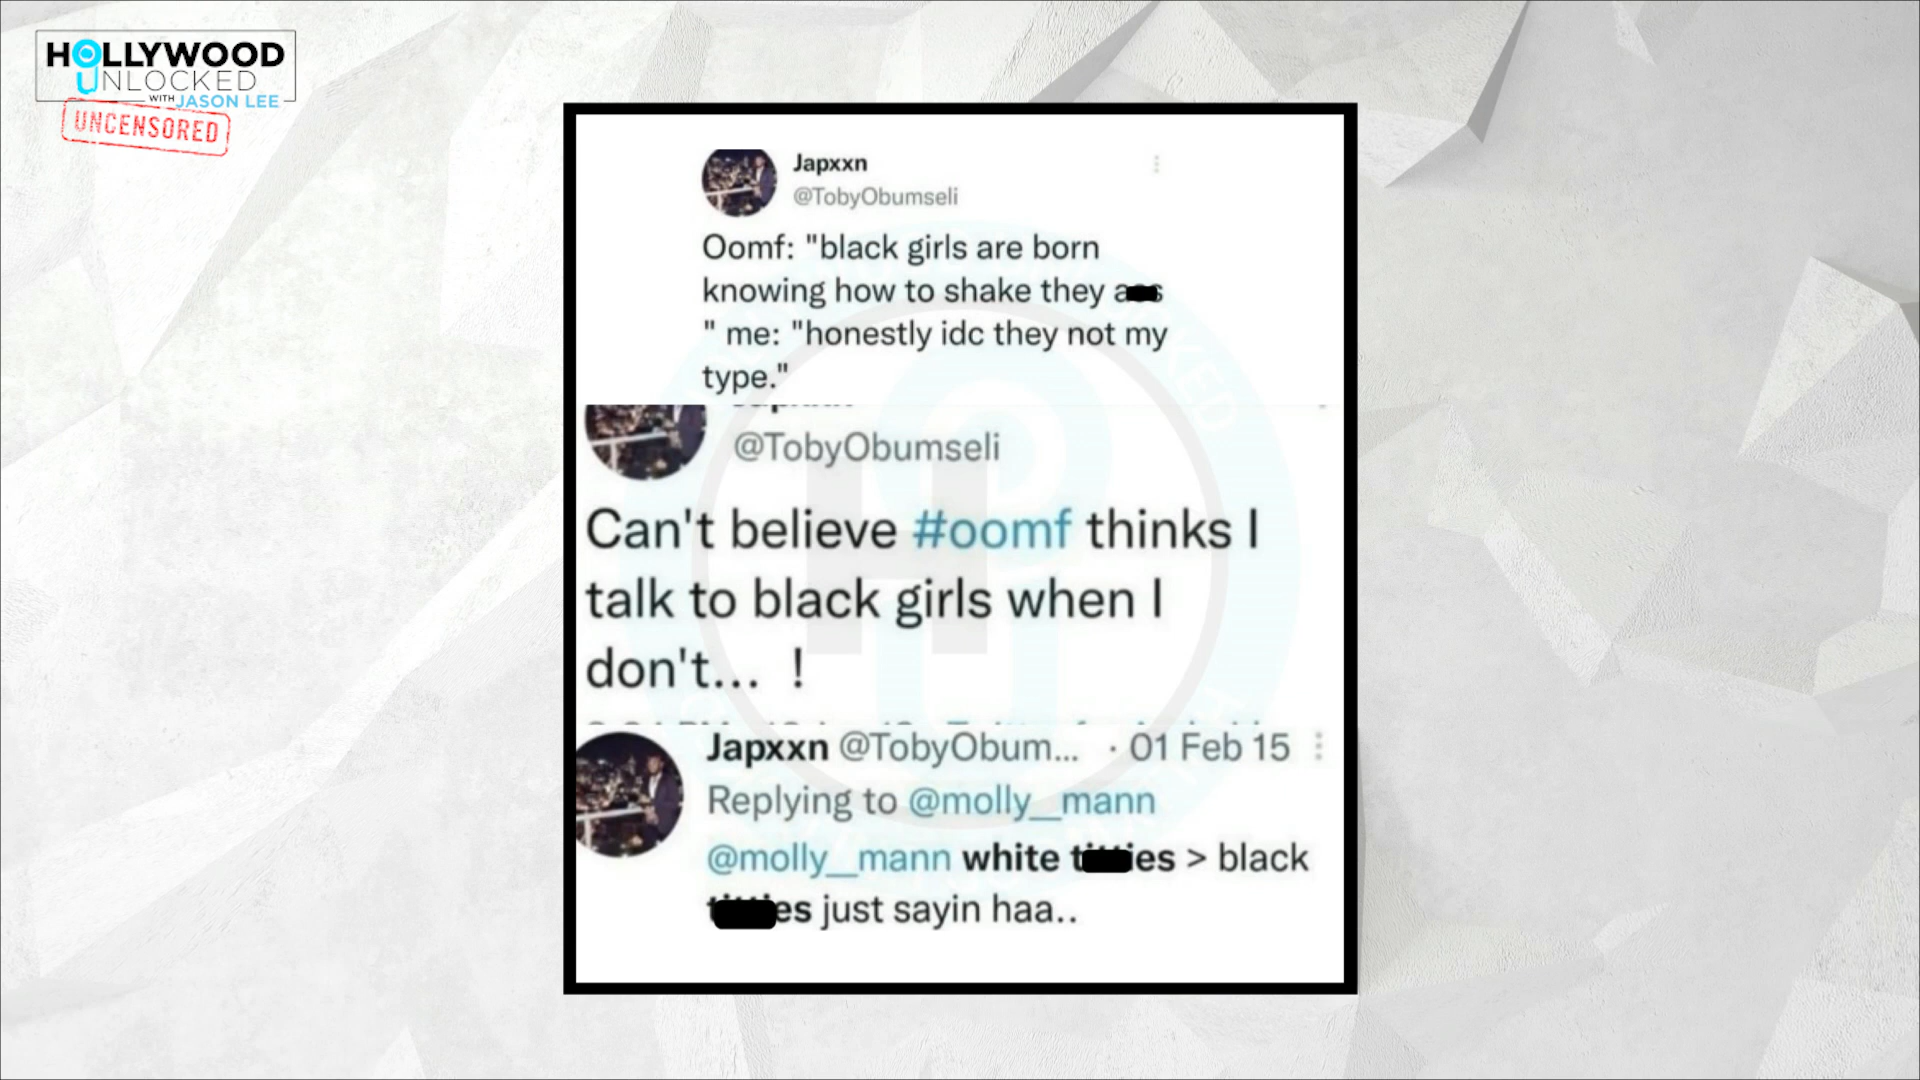 HOLLYWOOD
UNLOCKED
WITH JASON LEE
UNCENSORED
Japxxn
@TobyObumseli
Oomf: "black girls are born
knowing how to shake they a s
" me: "honestly idc they not my
type."
@TobyObumseli
Can't believe #oomf thinks I
talk to black girls when I
don't... !
Japxxn @TobyObum... · 01 Feb 15
Replying to @molly__mann
@molly__mann white t ies > black
es just sayin haa..